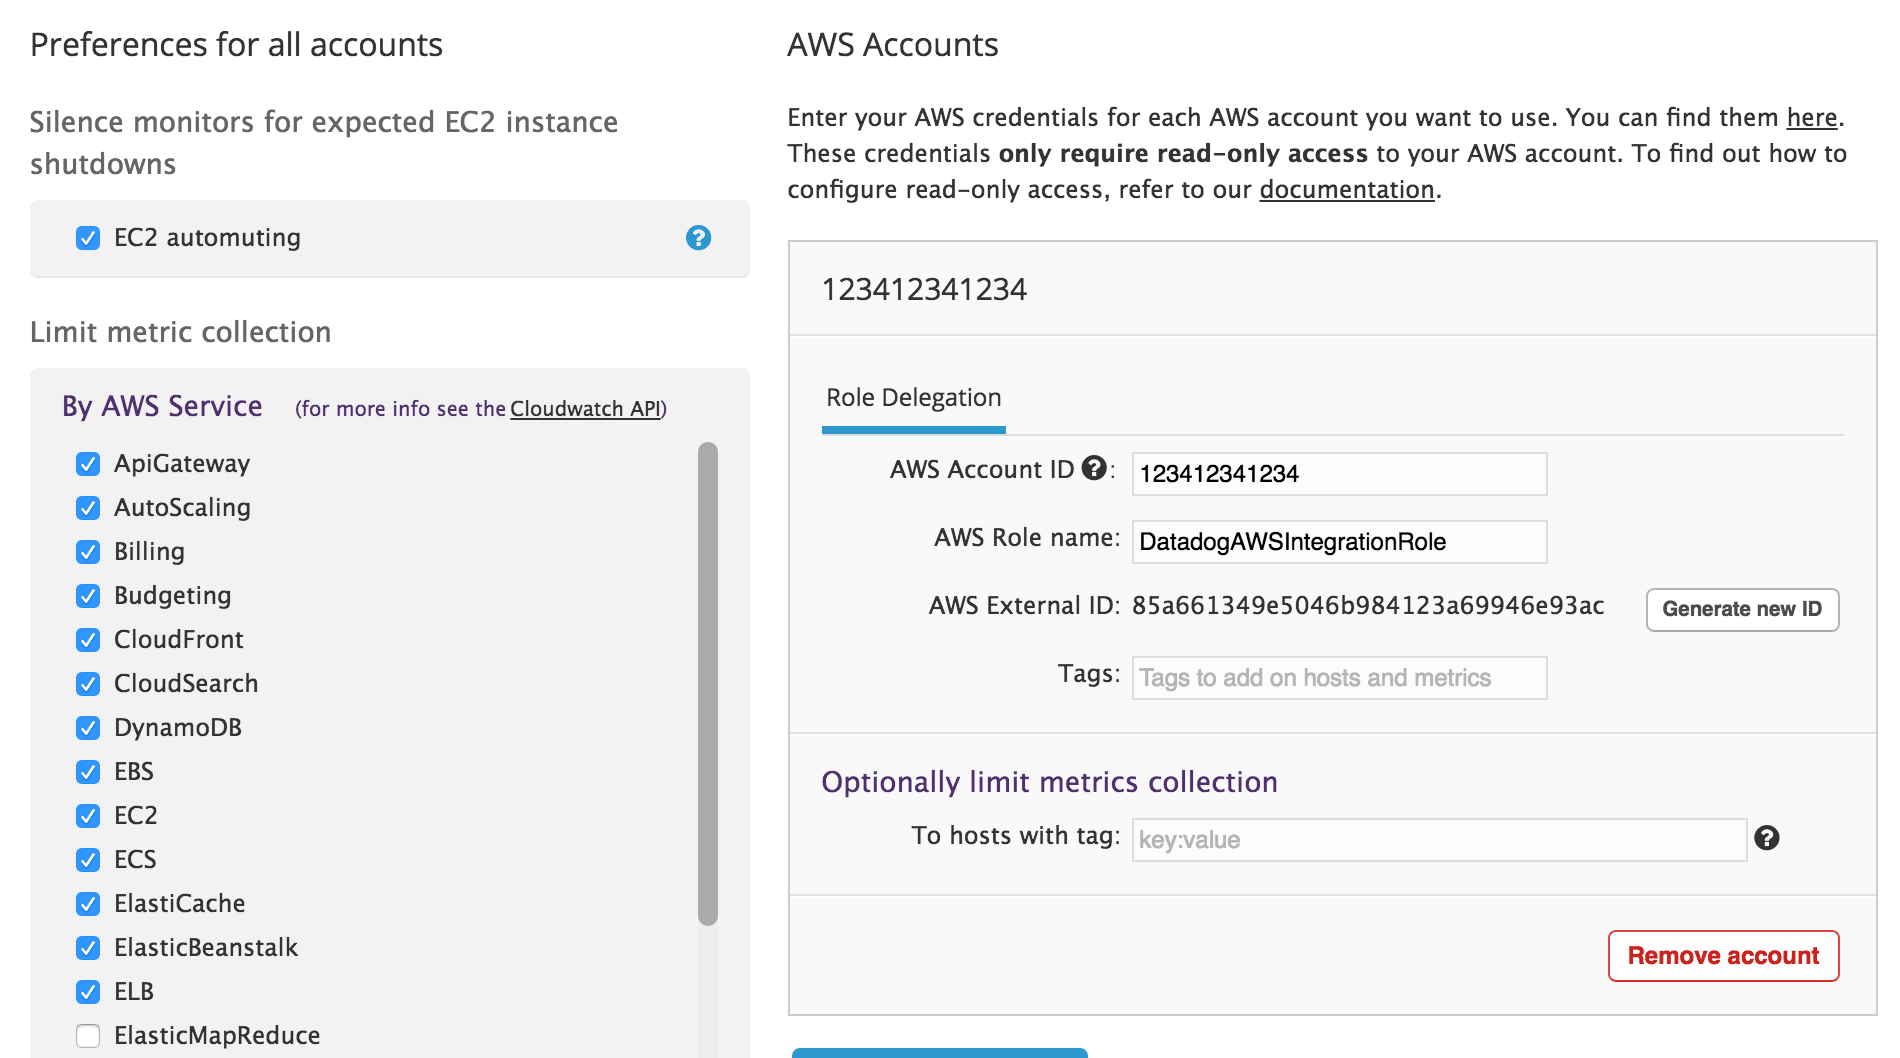 Preferences for all accounts
Silence monitors for expected EC2 instance
shutdowns
EC2 automuting
?
Limit metric collection
By AWS Service (for more info see the Cloudwatch API)
ApiGateway
AutoScaling
Billing
Budgeting
CloudFront
CloudSearch
DynamoDB
EBS
EC2
ECS
ElastiCache
ElasticBeanstalk
ELB
ElasticMapReduce
AWS Accounts
Enter your AWS credentials for each AWS account you want to use. You can find them here.
These credentials only require read-only access to your AWS account. To find out how to
configure read-only access, refer to our documentation.
123412341234
Role Delegation
AWS Account ID ?: 123412341234
AWS Role name: DatadogAWSIntegrationRole
AWS External ID: 85a661349e5046b984123a69946e93ac Generate new ID
Tags: Tags to add on hosts and metrics
Optionally limit metrics collection
To hosts with tag: key:value ?
Remove account